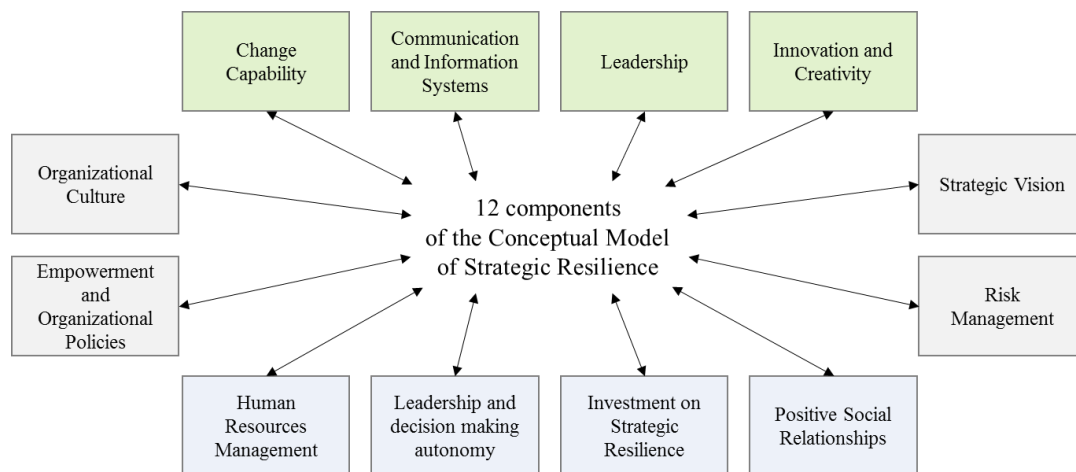 Change
Capability
Communication
and Information
Systems
Leadership
Innovation and
Creativity
Organizational
Culture
Strategic Vision
12 components
of the Conceptual Model
of Strategic Resilience
Empowerment and
Organizational
Policies
Risk
Management
Human
Resources
Management
Leadership and
decision making
autonomy
Investment on
Strategic
Resilience
Positive Social
Relationships